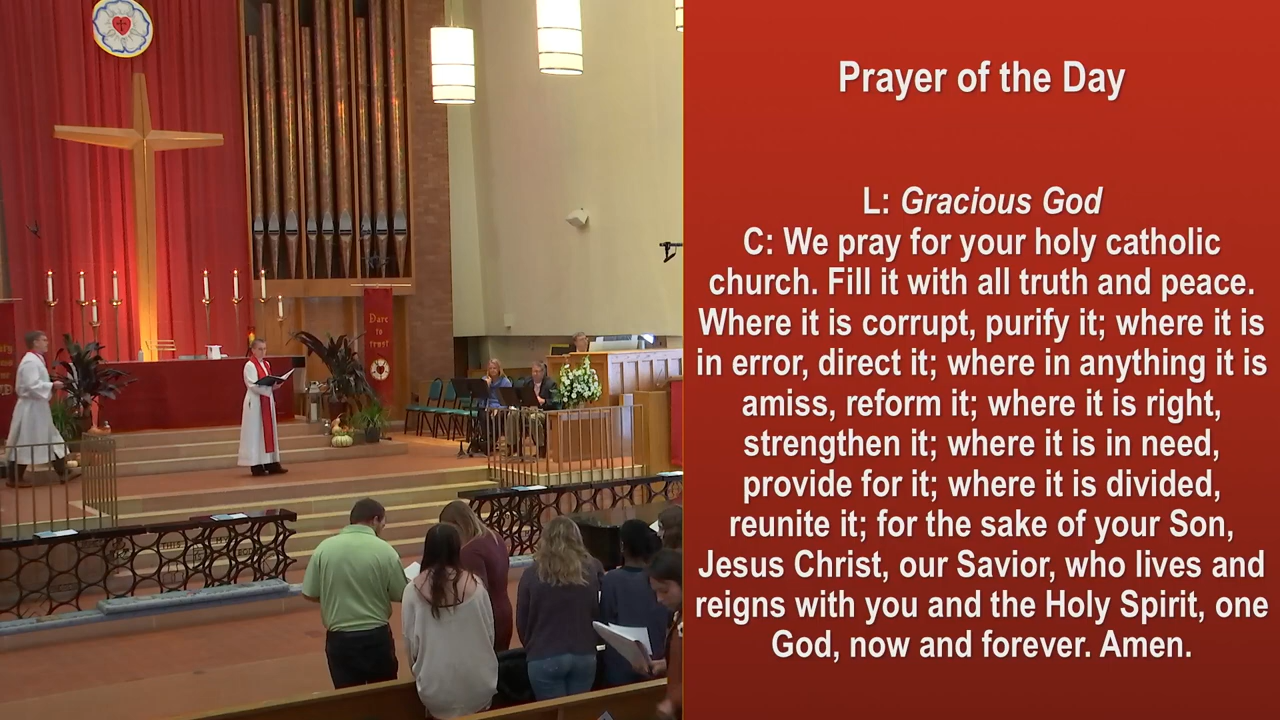 Prayer of the Day
L: Gracious God
C: We pray for your holy catholic
church. Fill it with all truth and peace.
Where it is corrupt, purify it; where it is
in error, direct it; where in anything it is
amiss, reform it; where it is right,
strengthen it; where it is in need,
provide for it; where it is divided,
reunite it; for the sake of your Son,
Jesus Christ, our Savior, who lives and
reigns with you and the Holy Spirit, one
God, now and forever. Amen.
Dare
to
trust